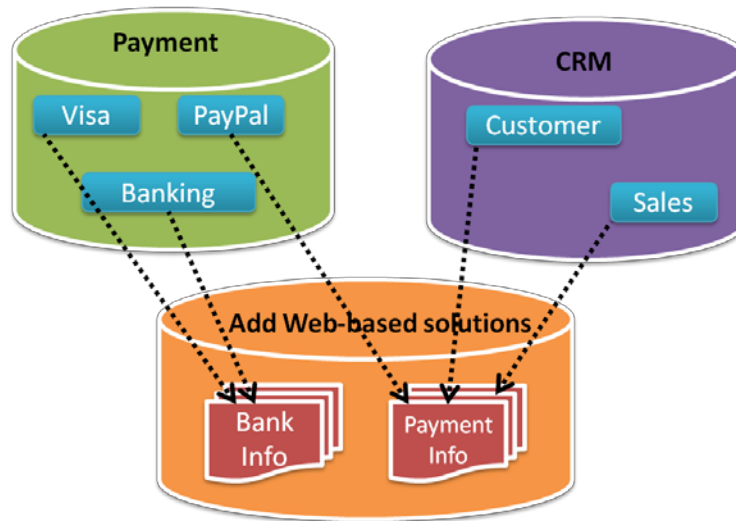 Payment
CRM
Visa
PayPal
Customer
Banking
Sales
Add Web-based solutions
Bank
Info
Payment
Info